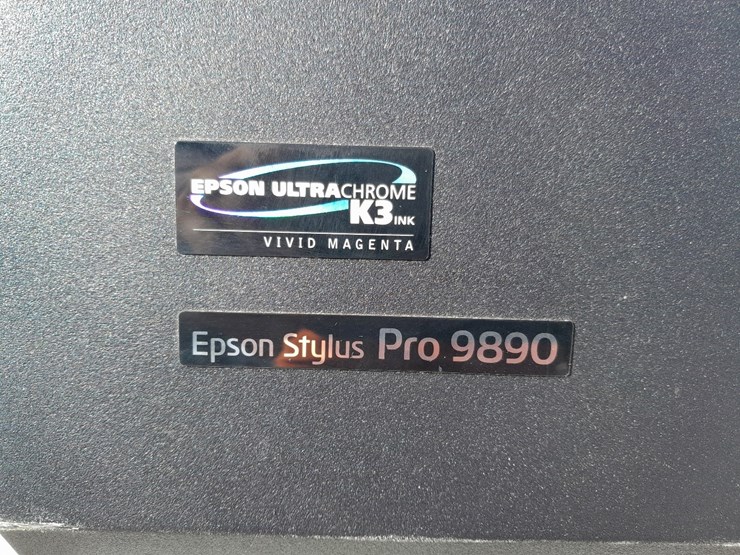 EPSON ULTRACHROME
K3 INK
VIVID MAGENTA
Epson Stylus Pro 9890